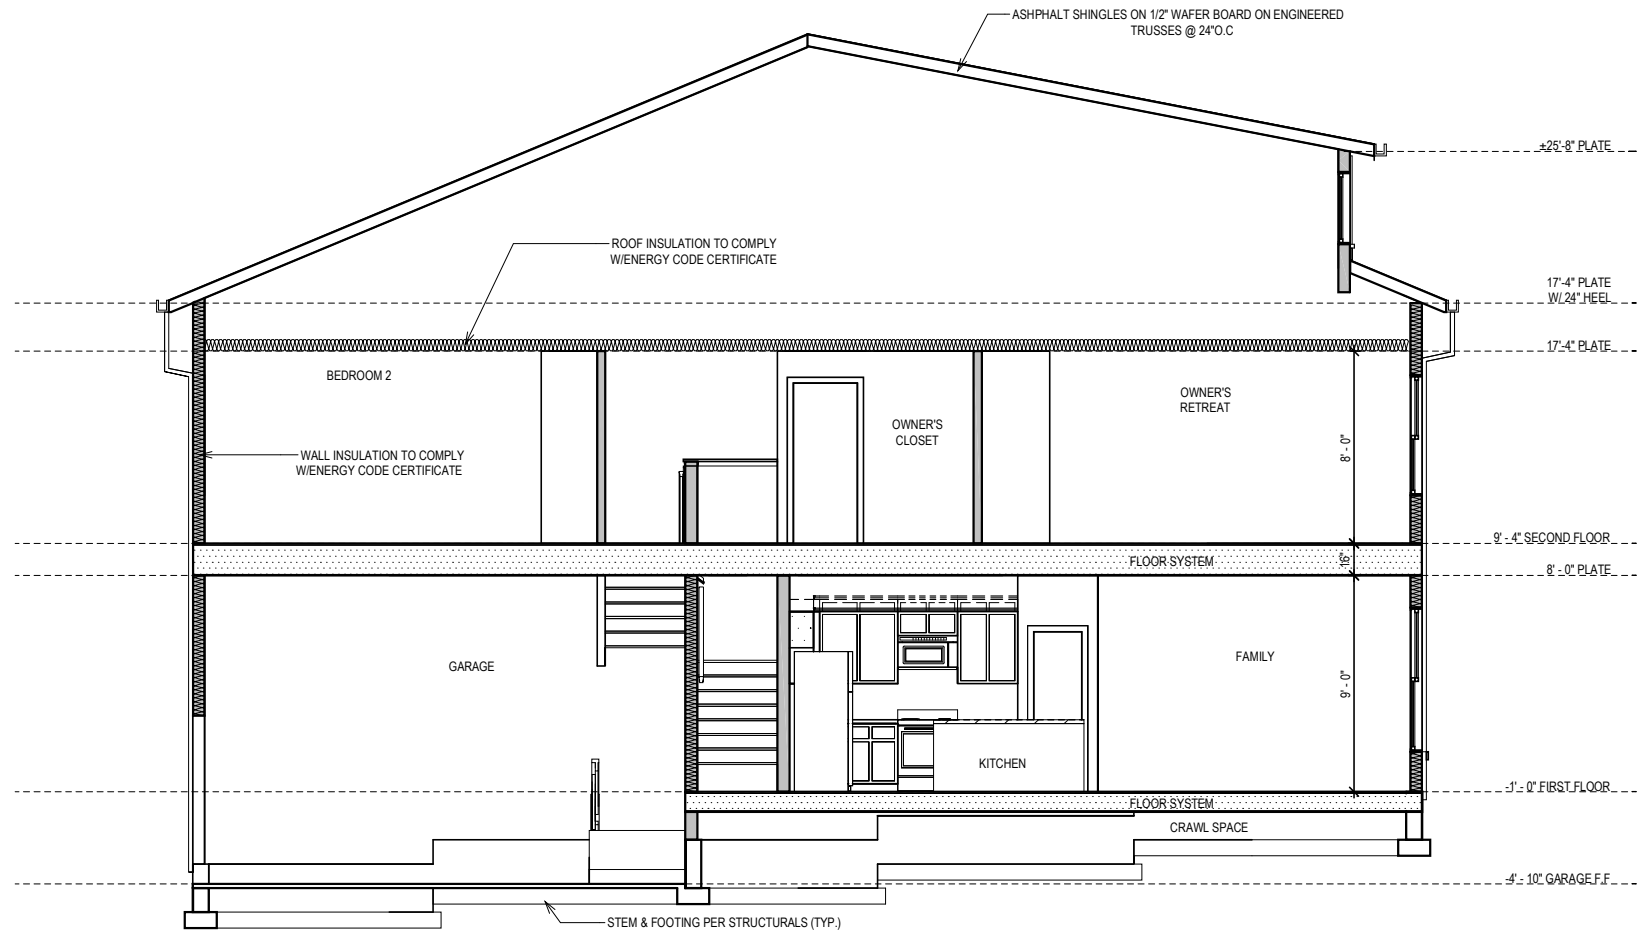 ASHPHALT SHINGLES ON 1/2" WAFER BOARD ON ENGINEERED
TRUSSES @ 24"O.C
±25'-8" PLATE
ROOF INSULATION TO COMPLY
W/ENERGY CODE CERTIFICATE
17'-4" PLATE
W/ 24" HEEL
17'-4" PLATE
BEDROOM 2
OWNER'S
RETREAT
OWNER'S
CLOSET
8' - 0"
WALL INSULATION TO COMPLY
W/ENERGY CODE CERTIFICATE
9' - 4" SECOND FLOOR
FLOOR SYSTEM
16"
8' - 0" PLATE
GARAGE
FAMILY
9' - 0"
KITCHEN
-1' - 0" FIRST FLOOR
FLOOR SYSTEM
CRAWL SPACE
-4' - 10" GARAGE F.F
STEM & FOOTING PER STRUCTURALS (TYP.)